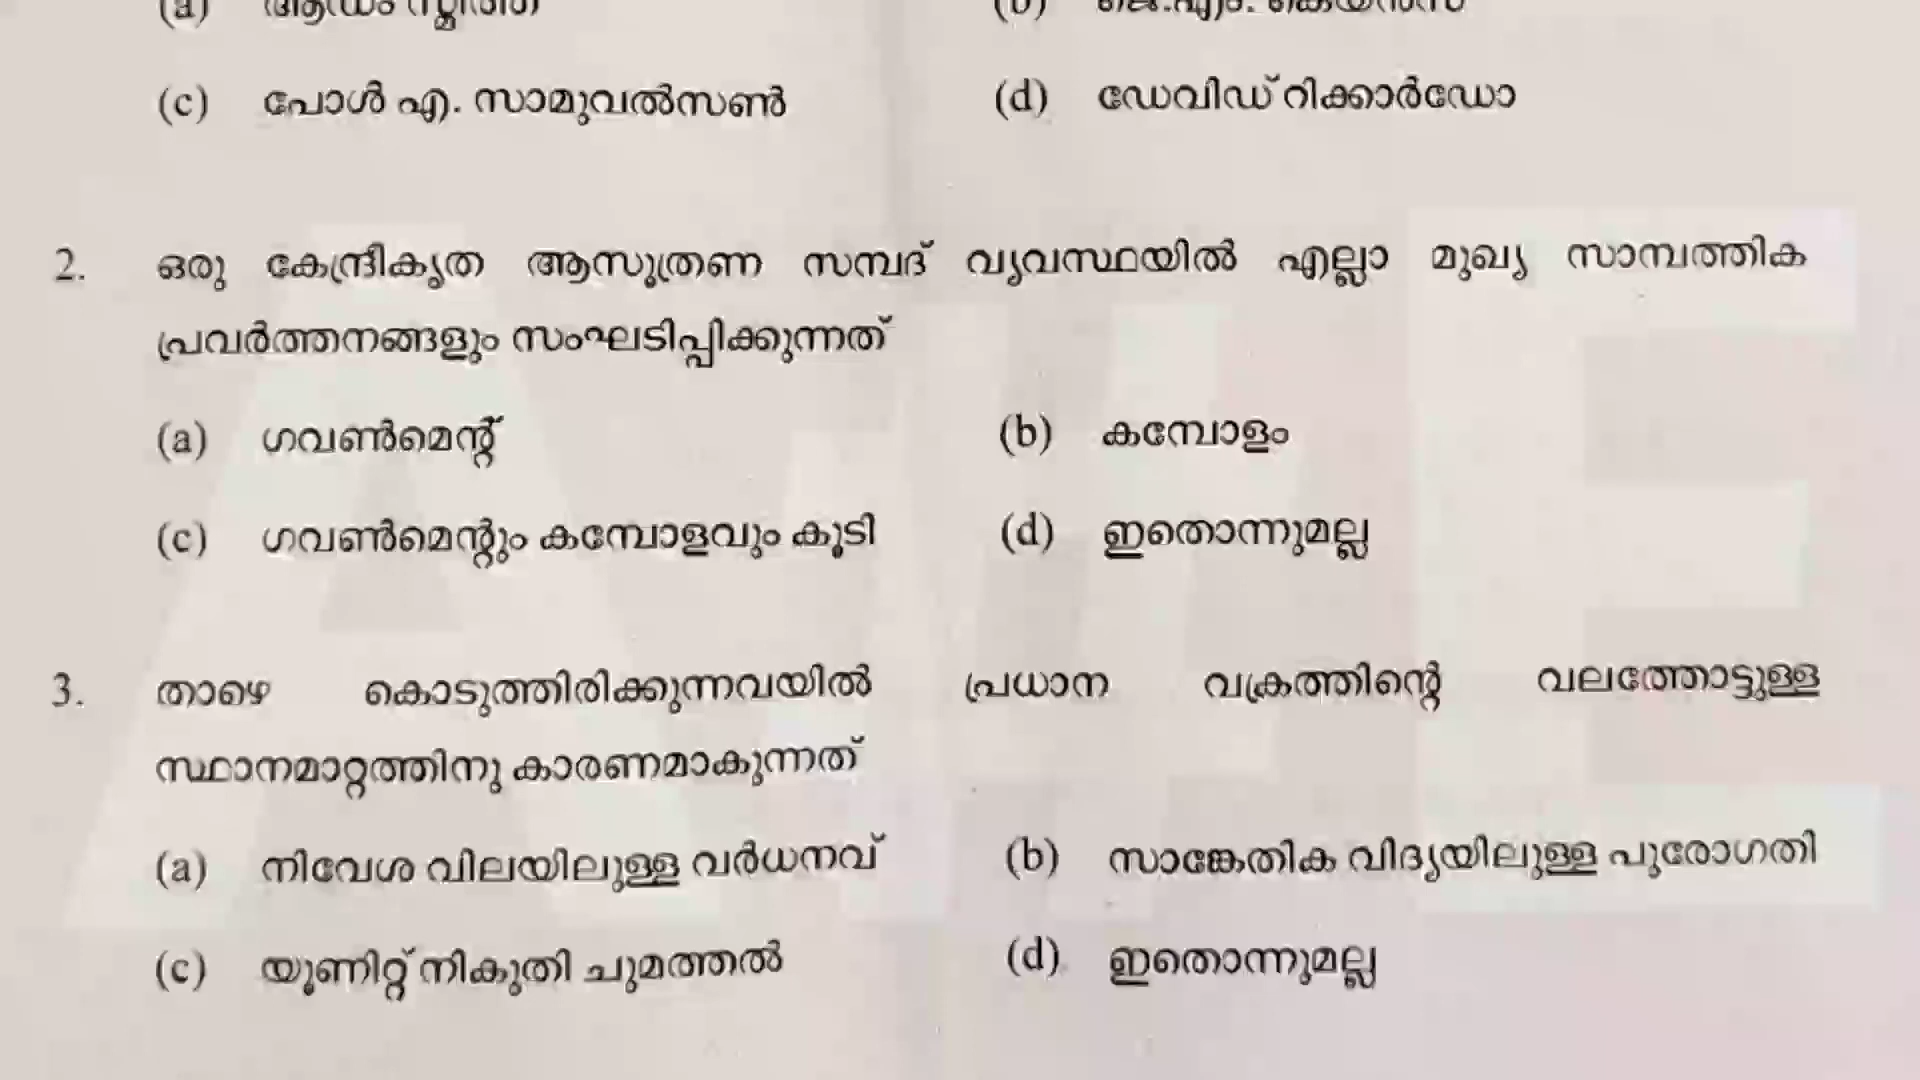 (a) ആഡം സ്മിത്ത് (b) ജെ.എം. കെയിൻസ്
(c) പോൾ എ. സാമുവൽസൺ (d) ഡേവിഡ് റിക്കാർഡോ
2. ഒരു കേന്ദ്രീകൃത ആസൂത്രണ സമ്പദ് വ്യവസ്ഥയിൽ എല്ലാ മുഖ്യ സാമ്പത്തിക
പ്രവർത്തനങ്ങളും സംഘടിപ്പിക്കുന്നത്
(a) ഗവൺമെന്റ് (b) കമ്പോളം
(c) ഗവൺമെന്റും കമ്പോളവും കൂടി (d) ഇതൊന്നുമല്ല
3. താഴെ കൊടുത്തിരിക്കുന്നവയിൽ പ്രധാന വക്രത്തിന്റെ വലത്തോട്ടുള്ള
സ്ഥാനമാറ്റത്തിനു കാരണമാകുന്നത്
(a) നിവേശ വിലയിലുള്ള വർധനവ് (b) സാങ്കേതിക വിദ്യയിലുള്ള പുരോഗതി
(c) യൂണിറ്റ് നികുതി ചുമത്തൽ (d) ഇതൊന്നുമല്ല